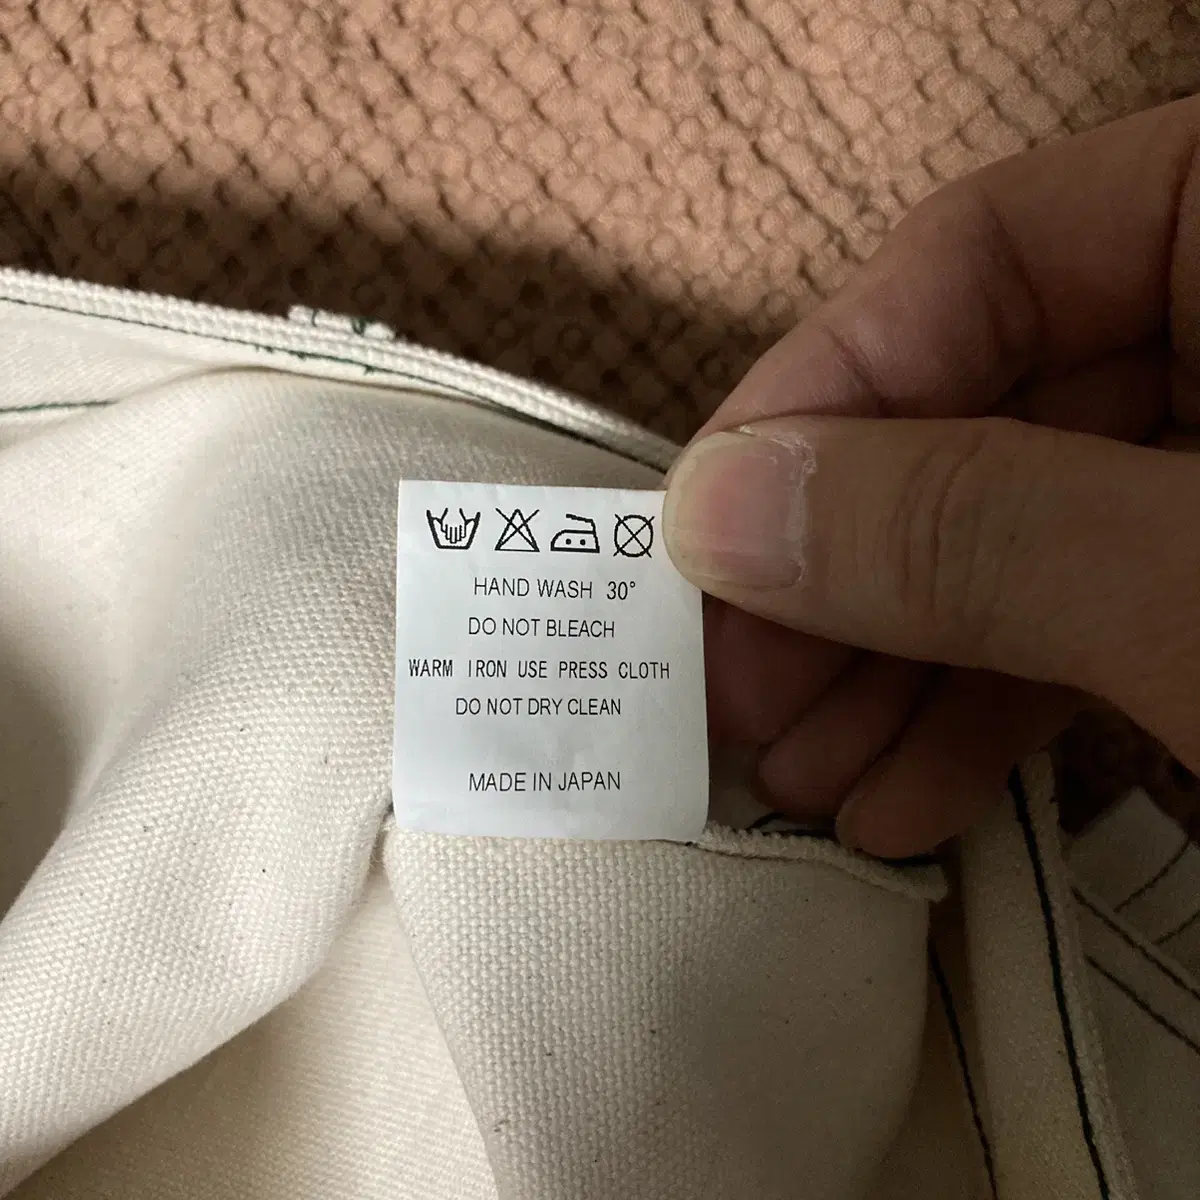 HAND WASH 30°
DO NOT BLEACH
WARM IRON USE PRESS CLOTH
DO NOT DRY CLEAN
MADE IN JAPAN